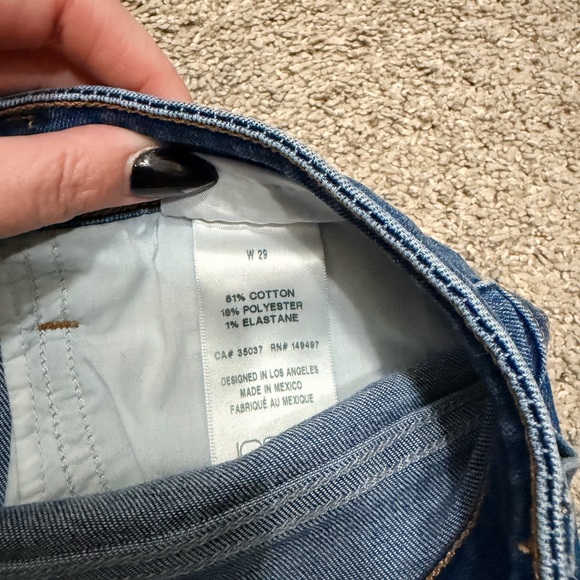 W 29
81% COTTON
18% POLYESTER
1% ELASTANE
CA# 35037 RN# 149497
DESIGNED IN LOS ANGELES
MADE IN MEXICO
FABRIQUÉ AU MEXIQUE